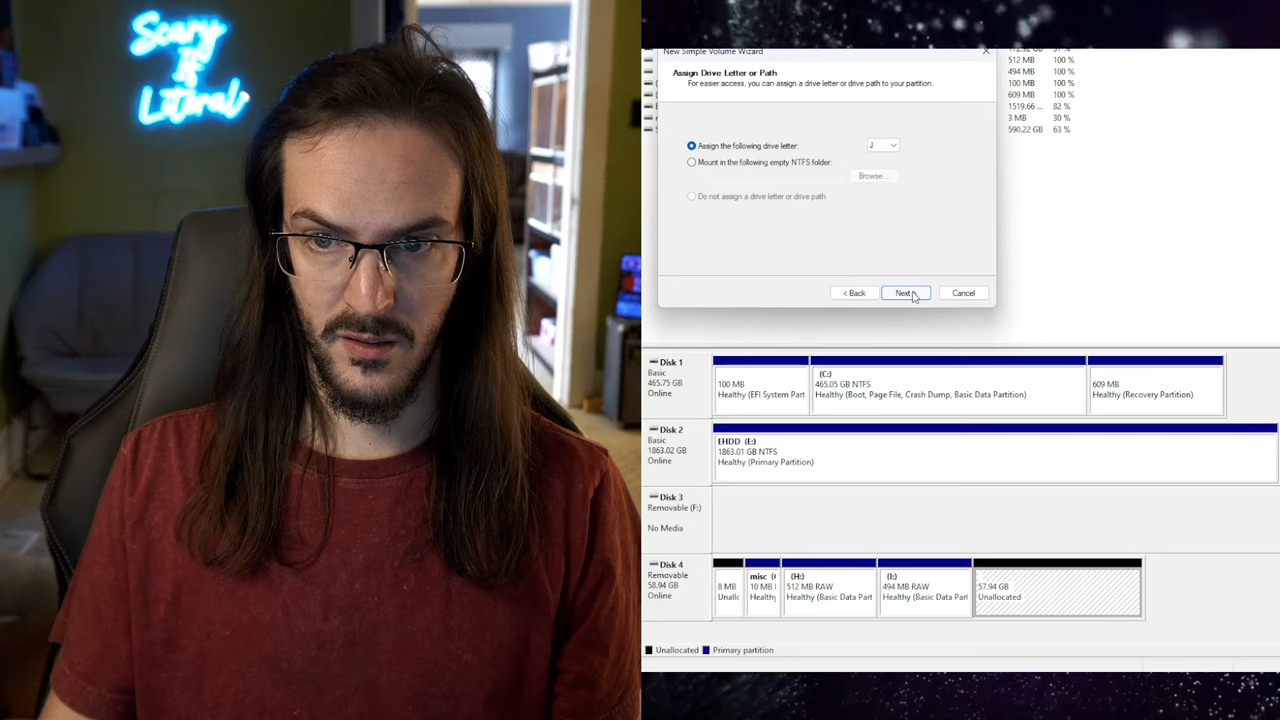 Scary
is
Literal
New Simple Volume Wizard
Assign Drive Letter or Path
For easier access, you can assign a drive letter or drive path to your partition.
Assign the following drive letter: J
Mount in the following empty NTFS folder:
Browse...
Do not assign a drive letter or drive path
< Back Next > Cancel
512 MB 100 %
494 MB 100 %
100 MB 100 %
609 MB 100 %
1519.66 ... 82 %
3 MB 30 %
590.22 GB 63 %
Disk 1
Basic
465.75 GB
Online
100 MB
Healthy (EFI System Part
(C:)
465.05 GB NTFS
Healthy (Boot, Page File, Crash Dump, Basic Data Partition)
609 MB
Healthy (Recovery Partition)
Disk 2
Basic
1863.02 GB
Online
EHDD (E:)
1863.01 GB NTFS
Healthy (Primary Partition)
Disk 3
Removable (F:)
No Media
Disk 4
Removable
58.94 GB
Online
8 MB
Unallc
misc
10 MB
Healthy
(H:)
512 MB RAW
Healthy (Basic Data Part
(I:)
494 MB RAW
Healthy (Basic Data Part
57.94 GB
Unallocated
Unallocated Primary partition